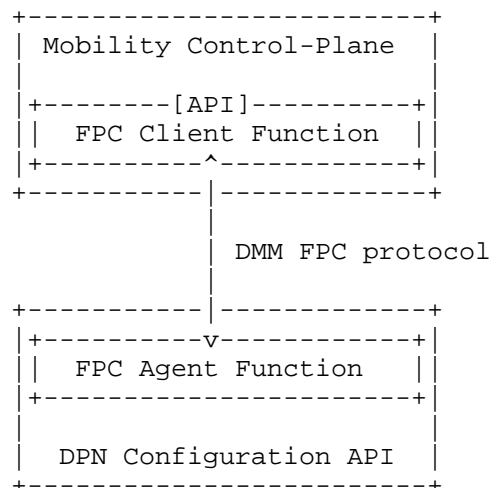 Mobility Control-Plane
[API]
FPC Client Function
DMM FPC protocol
FPC Agent Function
DPN Configuration API